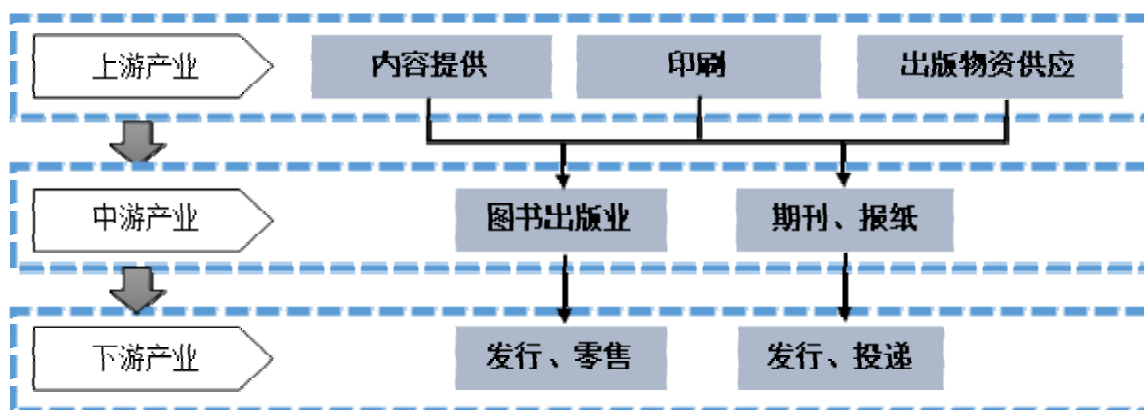 上游产业
内容提供
印刷
出版物资供应
中游产业
图书出版业
期刊、报纸
下游产业
发行、零售
发行、投递